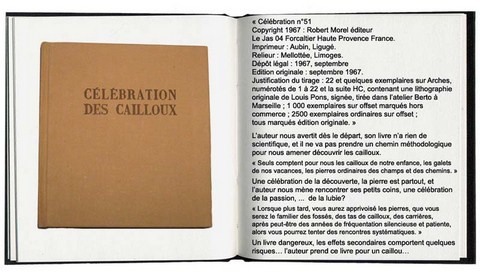 CÉLÉBRATION
DES CAILLOUX
« Célébration n°51
Copyright 1967 : Robert Morel éditeur
Le Jas 04 Forcaltier Haute Provence France.
Imprimeur : Aubin, Ligugé.
Relieur : Mellottée, Limoges.
Dépôt légal : 1967, septembre
Edition originale : septembre 1967.
Justification du tirage : 22 et quelques exemplaires sur Arches,
numérotés de 1 à 22 et la suite HC, contenant une lithographie
originale de Louis Pons, signée, tirée dans l'atelier Berto à
Marseille ; 1 000 exemplaires sur offset marqués hors
commerce ; 2500 exemplaires ordinaires sur offset ;
tous marqués édition originale. »
L'auteur nous avertit dès le départ, son livre n'a rien de
scientifique, et il ne va pas prendre un chemin méthodologique
pour nous amener découvrir les cailloux.
« Seuls comptent pour nous les cailloux de notre enfance, les galets
de nos vacances, les pierres ordinaires des champs et des chemins. »
Une célébration de la découverte, la pierre est partout, et
l'auteur nous mène rencontrer ses petits coins, une célébration
de la passion, ... de la lubie?
« Lorsque plus tard, vous aurez apprivoisé les pierres, que vous
serez le familier des fossés, des tas de cailloux, des carrières,
après peut-être des années de fréquentation silencieuse et patiente,
alors vous pourrez tenter des rencontres systématiques. »
Un livre dangereux, les effets secondaires comportent quelques
risques... l'auteur prend ce livre pour un caillou...